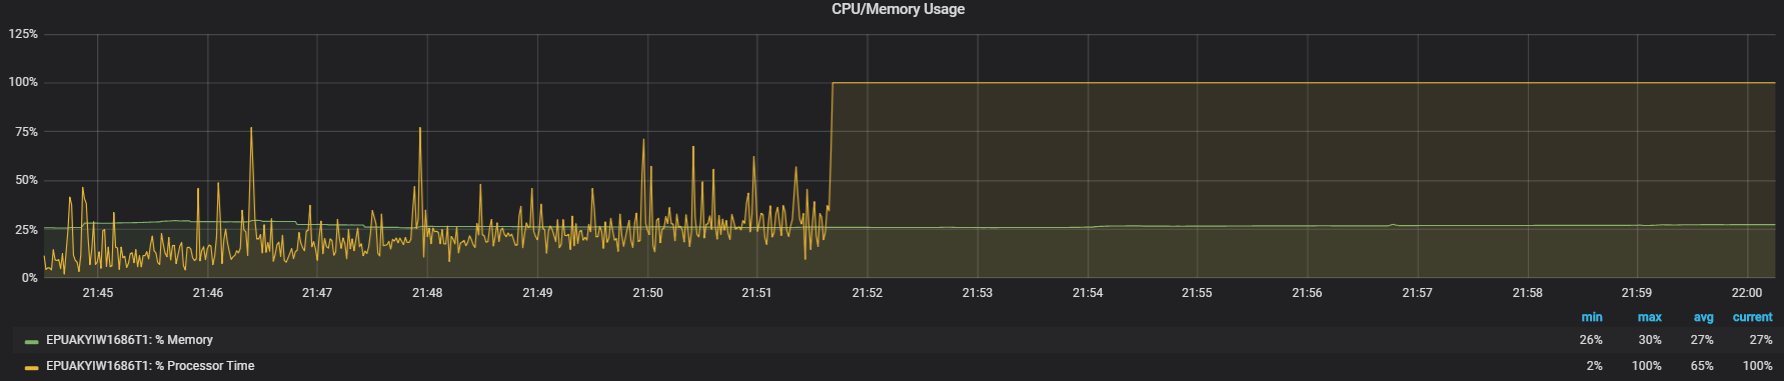 CPU/Memory Usage
125%
100%
75%
50%
25%
0%
21:45 21:46 21:47 21:48 21:49 21:50 21:51 21:52 21:53 21:54 21:55 21:56 21:57 21:58 21:59 22:00
min max avg current
EPUAKYIW1686T1: % Memory 26% 30% 27% 27%
EPUAKYIW1686T1: % Processor Time 2% 100% 65% 100%